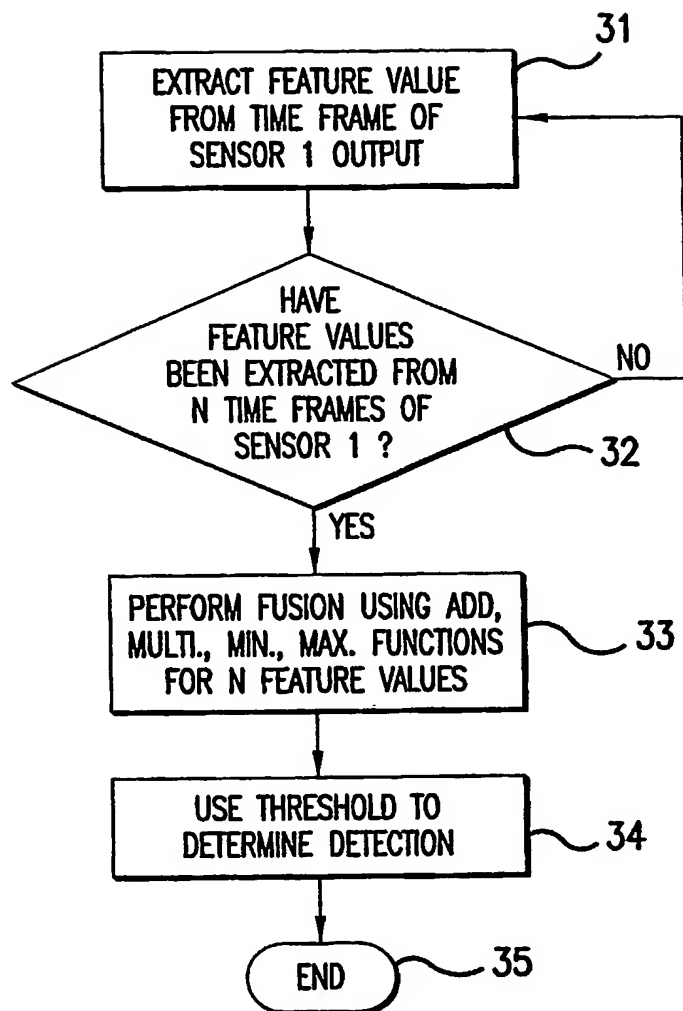 31
EXTRACT FEATURE VALUE
FROM TIME FRAME OF
SENSOR 1 OUTPUT
HAVE
FEATURE VALUES
BEEN EXTRACTED FROM
N TIME FRAMES OF
SENSOR 1 ?
NO
32
YES
PERFORM FUSION USING ADD,
MULTI., MIN., MAX. FUNCTIONS
FOR N FEATURE VALUES
33
USE THRESHOLD TO
DETERMINE DETECTION
34
END
35